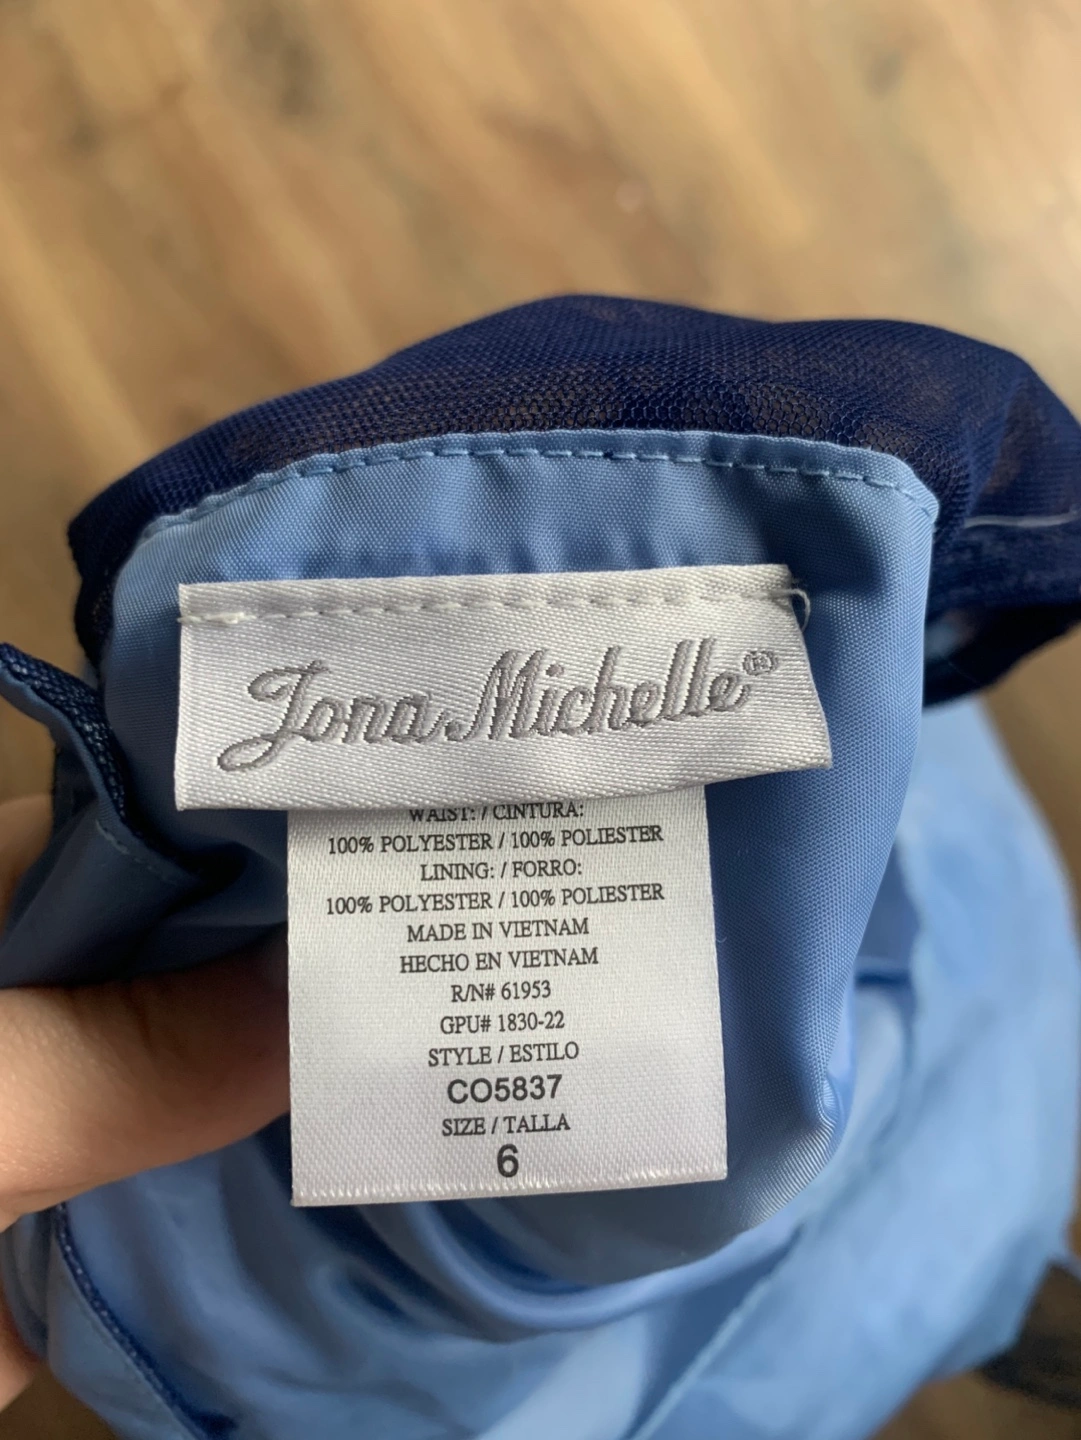 Jona Michelle®
WAIST: / CINTURA:
100% POLYESTER / 100% POLIESTER
LINING: / FORRO:
100% POLYESTER / 100% POLIESTER
MADE IN VIETNAM
HECHO EN VIETNAM
R/N# 61953
GPU# 1830-22
STYLE / ESTILO
CO5837
SIZE / TALLA
6